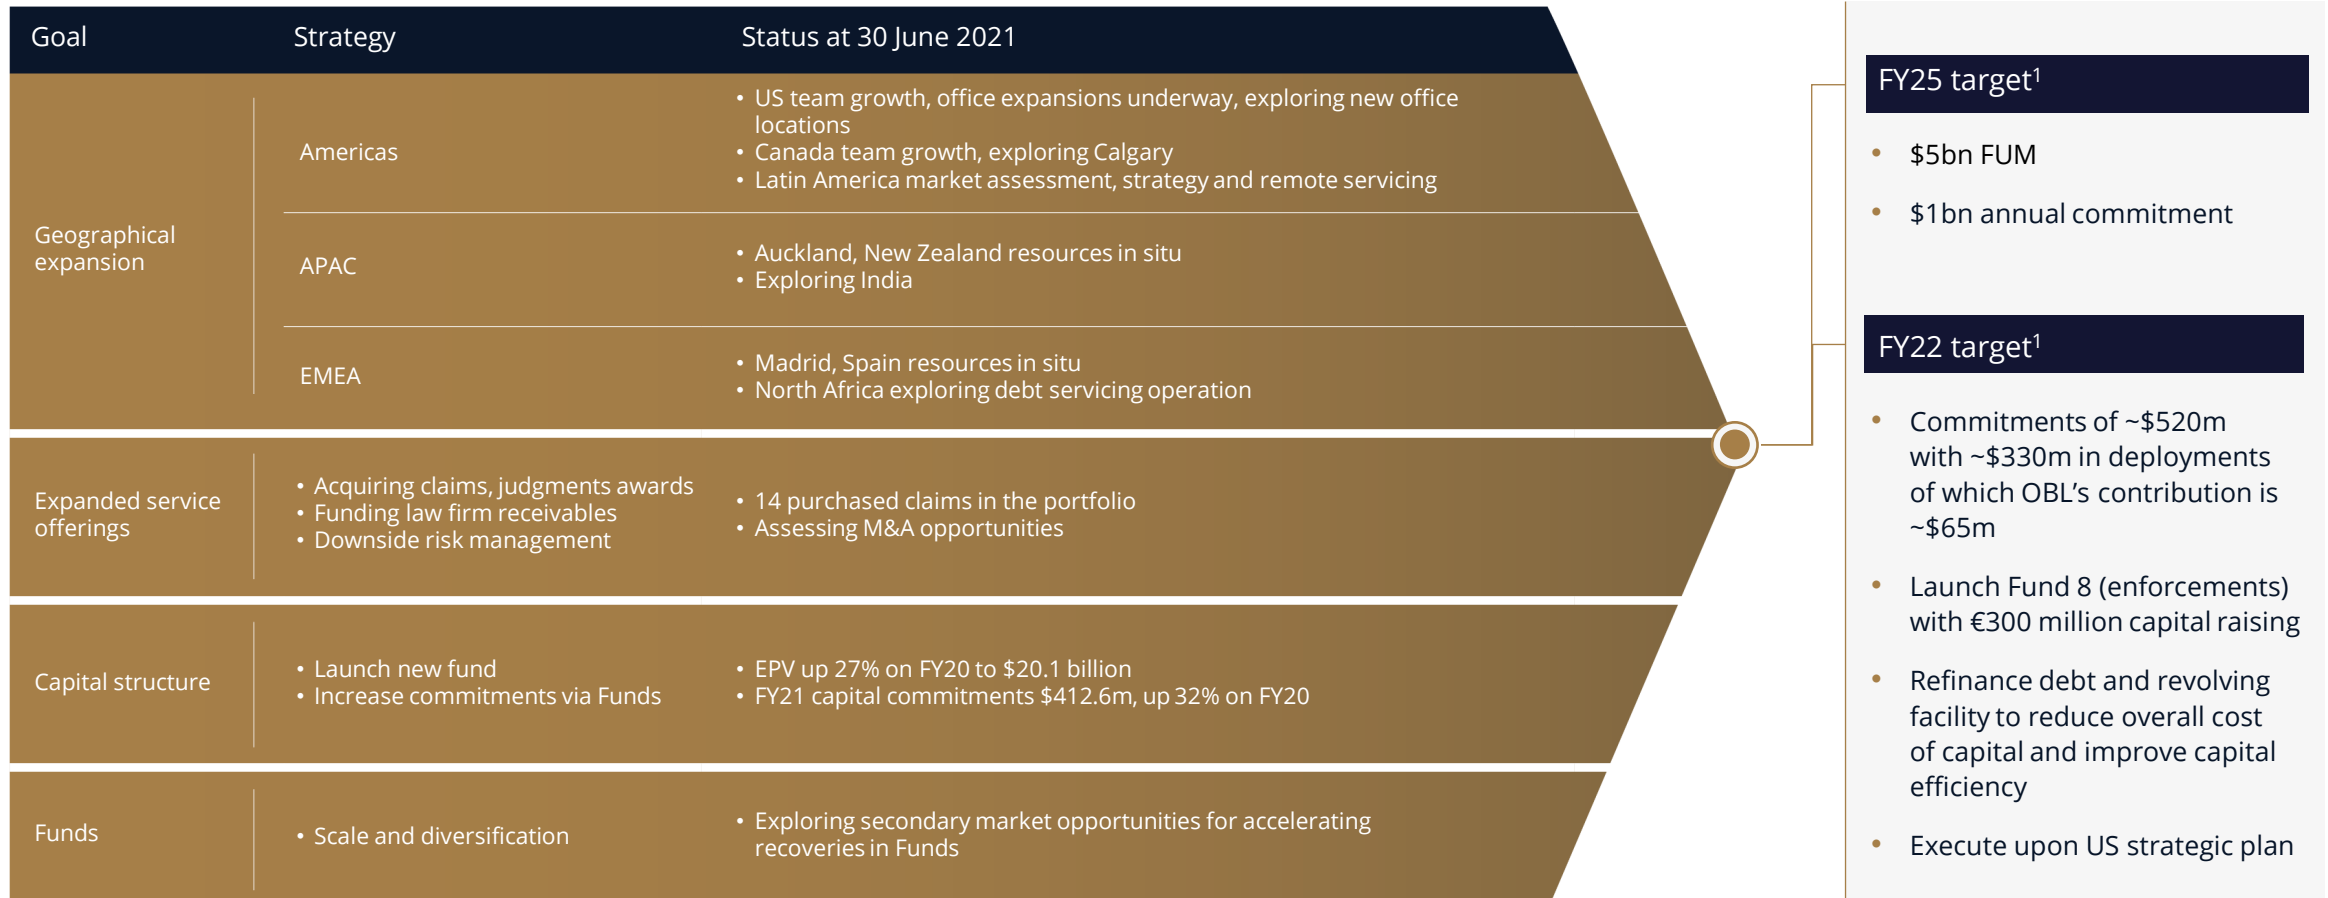 Goal
Strategy
Status at 30 June 2021
Geographical
expansion
Americas
• US team growth, office expansions underway, exploring new office
locations
• Canada team growth, exploring Calgary
• Latin America market assessment, strategy and remote servicing
APAC
• Auckland, New Zealand resources in situ
• Exploring India
EMEA
• Madrid, Spain resources in situ
• North Africa exploring debt servicing operation
Expanded service
offerings
• Acquiring claims, judgments awards
• Funding law firm receivables
• Downside risk management
• 14 purchased claims in the portfolio
• Assessing M&A opportunities
Capital structure
• Launch new fund
• Increase commitments via Funds
• EPV up 27% on FY20 to $20.1 billion
• FY21 capital commitments $412.6m, up 32% on FY20
Funds
• Scale and diversification
• Exploring secondary market opportunities for accelerating
recoveries in Funds
FY25 target¹
• $5bn FUM
• $1bn annual commitment
FY22 target¹
• Commitments of ~$520m
with ~$330m in deployments
of which OBL’s contribution is
~$65m
• Launch Fund 8 (enforcements)
with €300 million capital raising
• Refinance debt and revolving
facility to reduce overall cost
of capital and improve capital
efficiency
• Execute upon US strategic plan